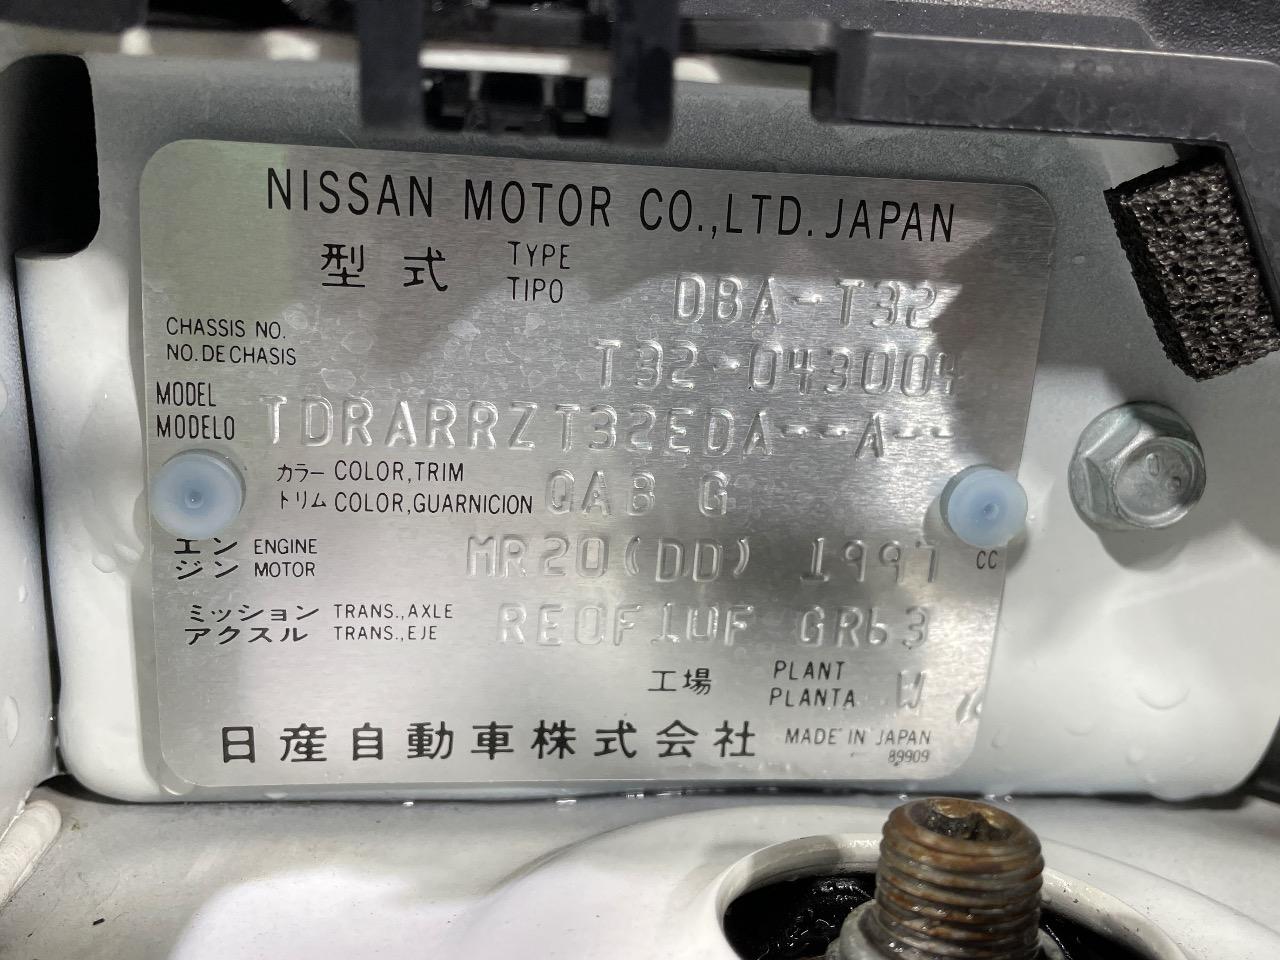 NISSAN MOTOR CO.,LTD. JAPAN
型式 TYPE TIPO DBA-T32
CHASSIS NO.
NO. DE CHASIS T32-043004
MODEL
MODELO TDRARRZT32EDA--A--
カラー COLOR,TRIM
トリム COLOR,GUARNICION QAB G
エンジン ENGINE MOTOR MR20(DD) 1997 CC
ミッション TRANS.,AXLE
アクスル TRANS.,EJE RE0F10F GR63
工場 PLANT PLANTA W
日産自動車株式会社 MADE IN JAPAN
89909